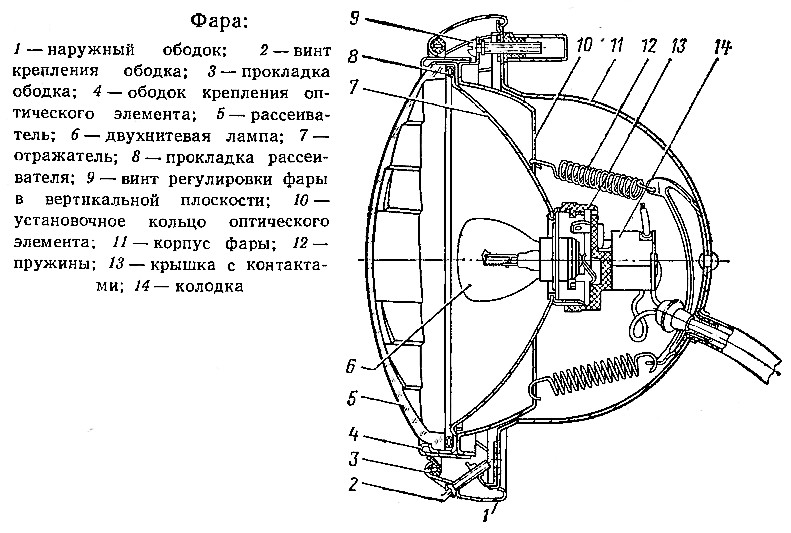 Фара:
1 — наружный ободок; 2 — винт
крепления ободка; 3 — прокладка
ободка; 4 — ободок крепления оп-
тического элемента; 5 — рассеива-
тель; 6 — двухнитевая лампа; 7 —
отражатель; 8 — прокладка рассеи-
вателя; 9 — винт регулировки фары
в вертикальной плоскости; 10 —
установочное кольцо оптического
элемента; 11 — корпус фары; 12 —
пружины; 13 — крышка с контакта-
ми; 14 — колодка
9
10 11 12 13 14
8
7
6
5
4
3
2
1